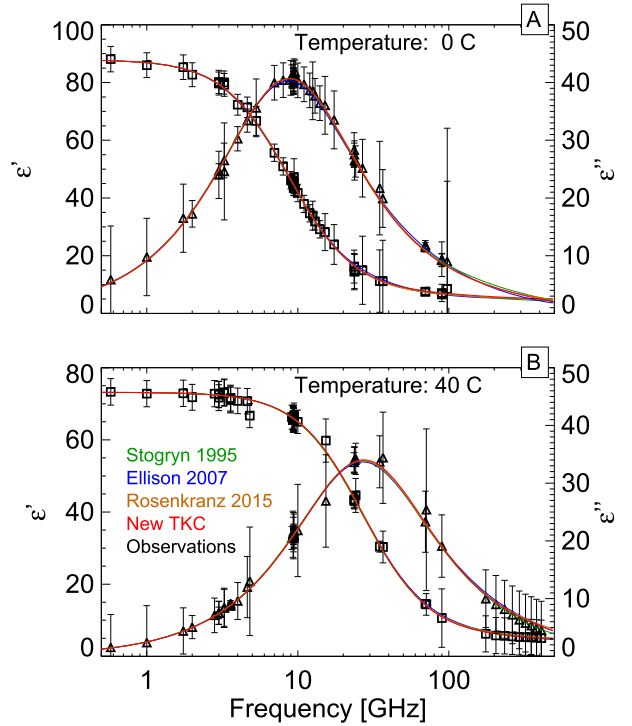 A
Temperature: 0 C
100
80
60
40
20
0
ε'
50
40
30
20
10
0
ε''
B
Temperature: 40 C
80
60
40
20
0
ε'
50
40
30
20
10
0
ε''
Stogryn 1995
Ellison 2007
Rosenkranz 2015
New TKC
Observations
1
10
100
Frequency [GHz]